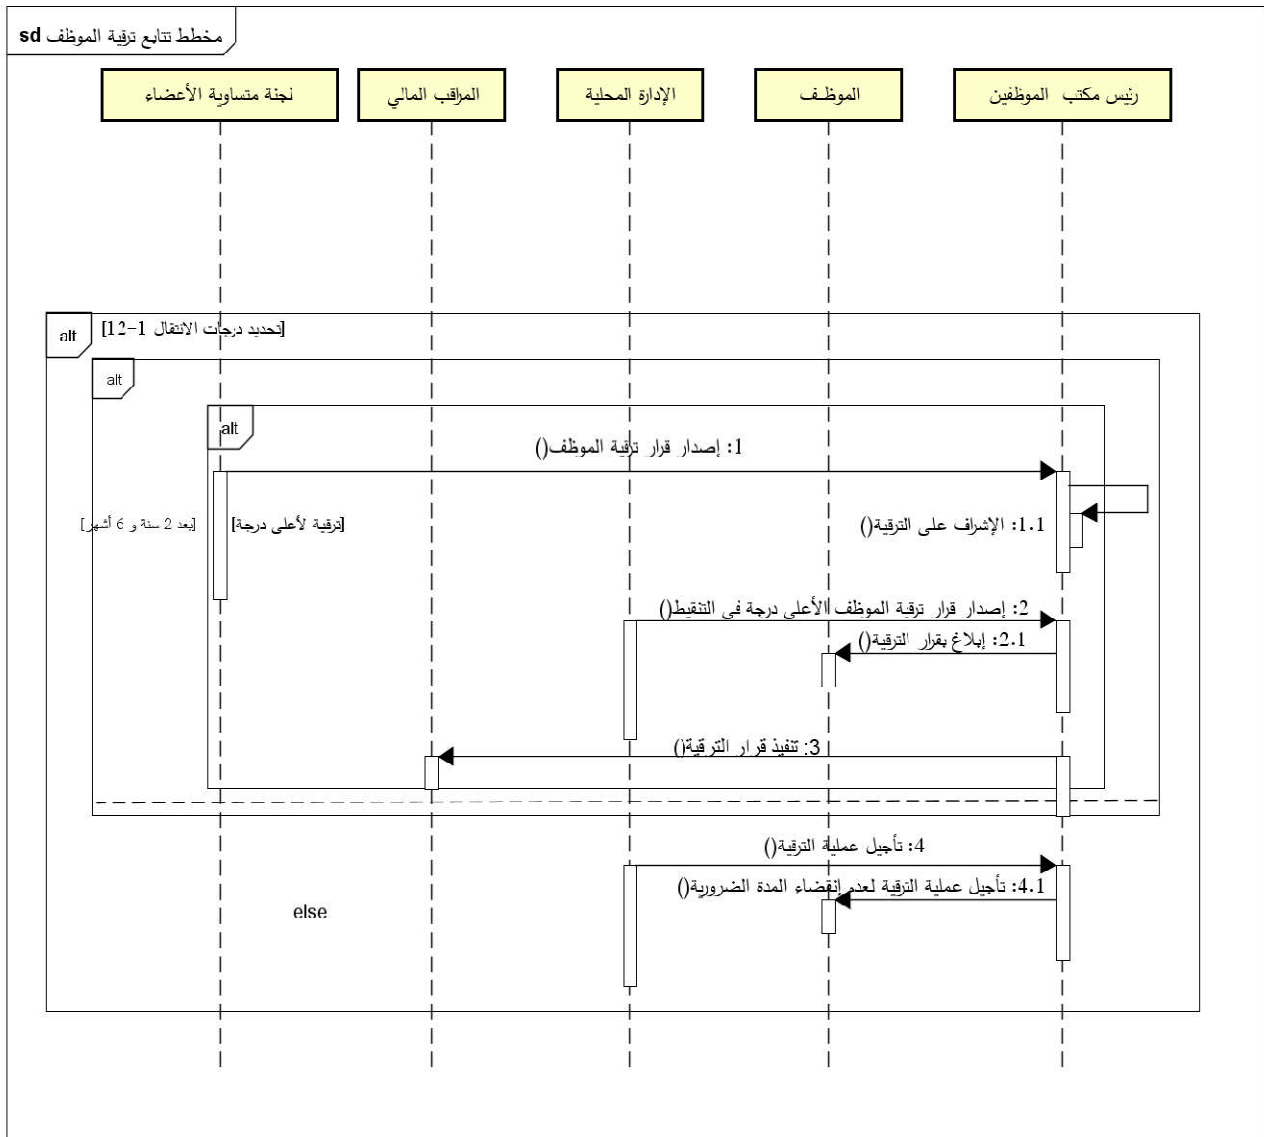 sd مخطط تتابع ترقية الموظف
رئيس مكتب الموظفين
الموظف
الإدارة المحلية
المراقب المالي
نجنة متساوية الأعضاء
alt
[تحديد درجات الانتقال 1-12]
alt
alt
1: إصدار قرار ترقية الموظف()
1.1: الإشراف على الترقية()
[ترقية لأعلى درجة]
[بعد 2 سنة و 6 أشهر]
2: إصدار قرار ترقية الموظف الأعلى درجة في التنقيط()
2.1: إبلاغ بقرار الترقية()
3: تنفيذ قرار الترقية()
4: تأجيل عملية الترقية()
4.1: تأجيل عملية الترقية لعدم إنقضاء المدة الضرورية()
else